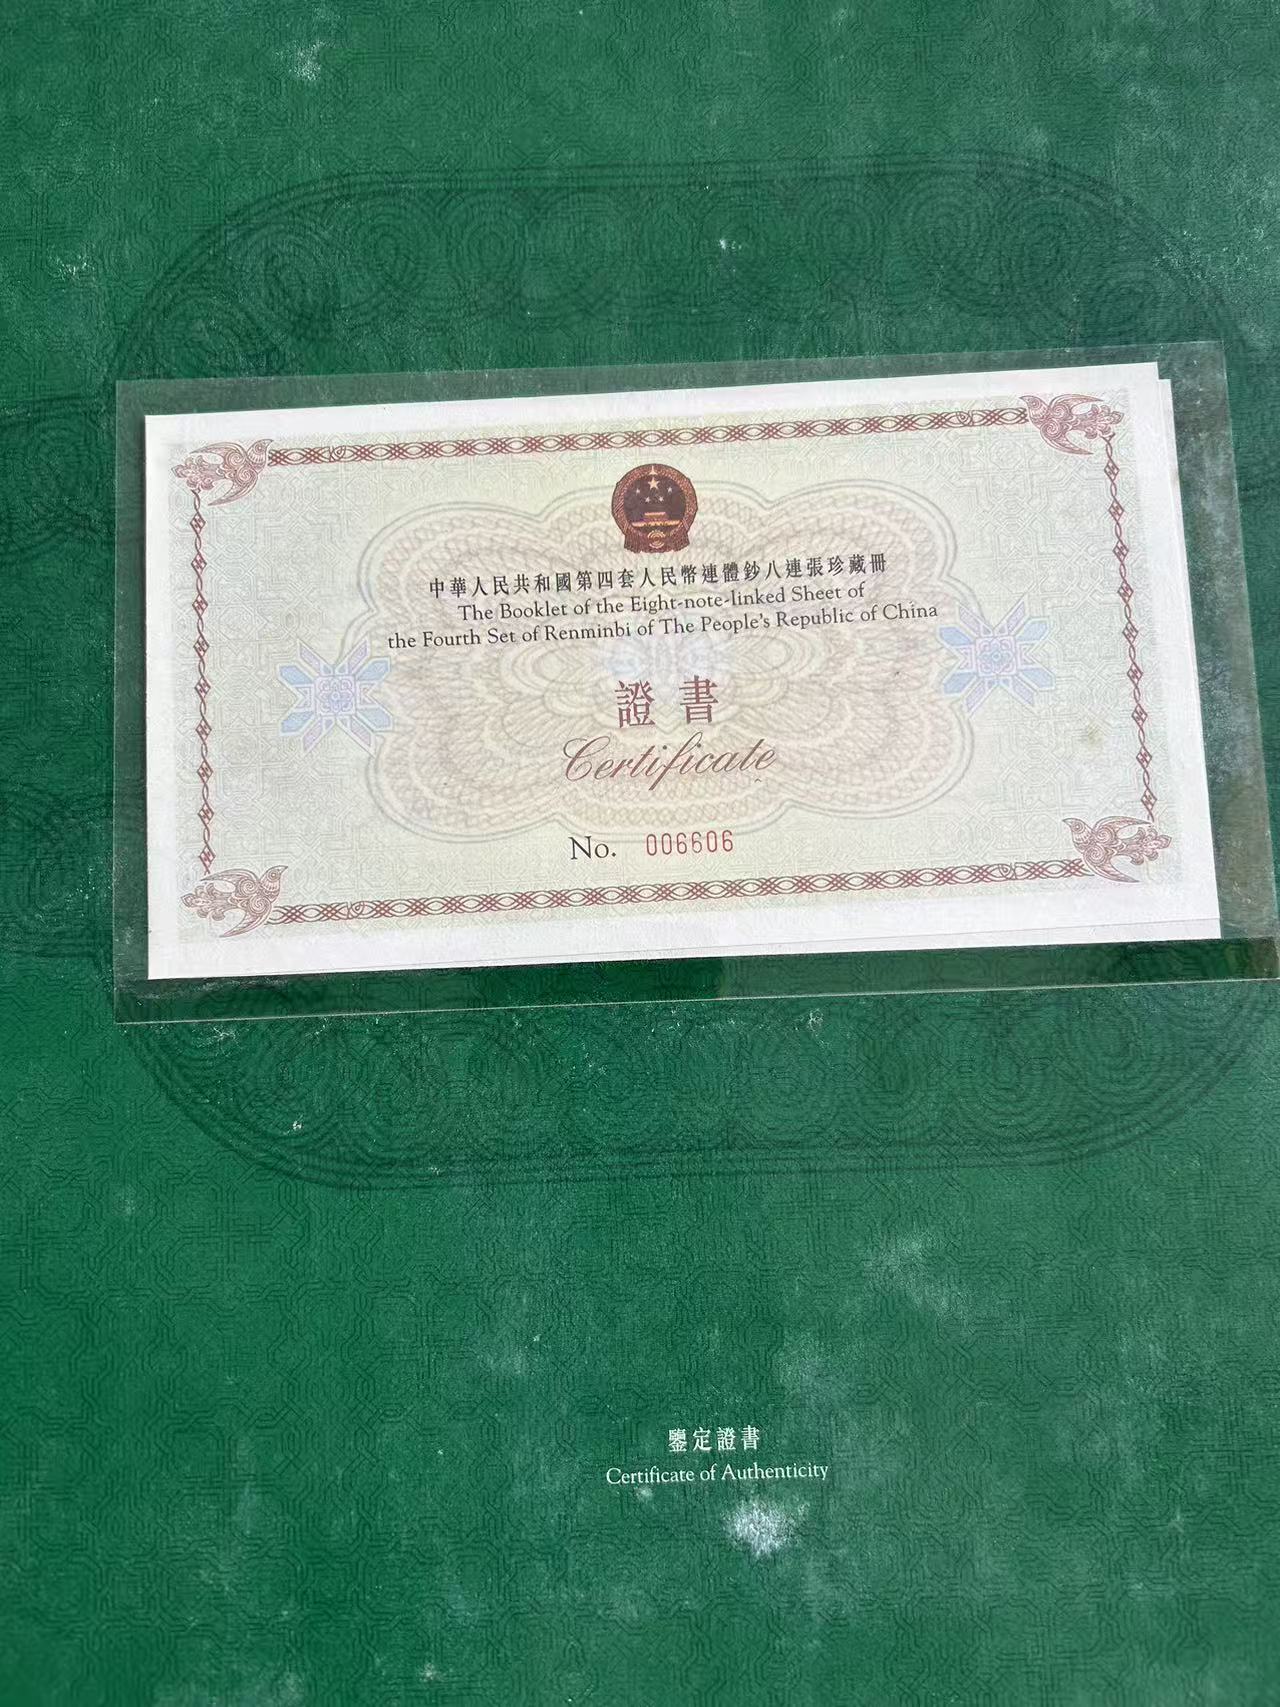 中華人民共和國第四套人民幣連體鈔八連張珍藏冊
The Booklet of the Eight-note-linked Sheet of
the Fourth Set of Renminbi of The People's Republic of China
證書
Certificate
No. 006606
鑒定證書
Certificate of Authenticity